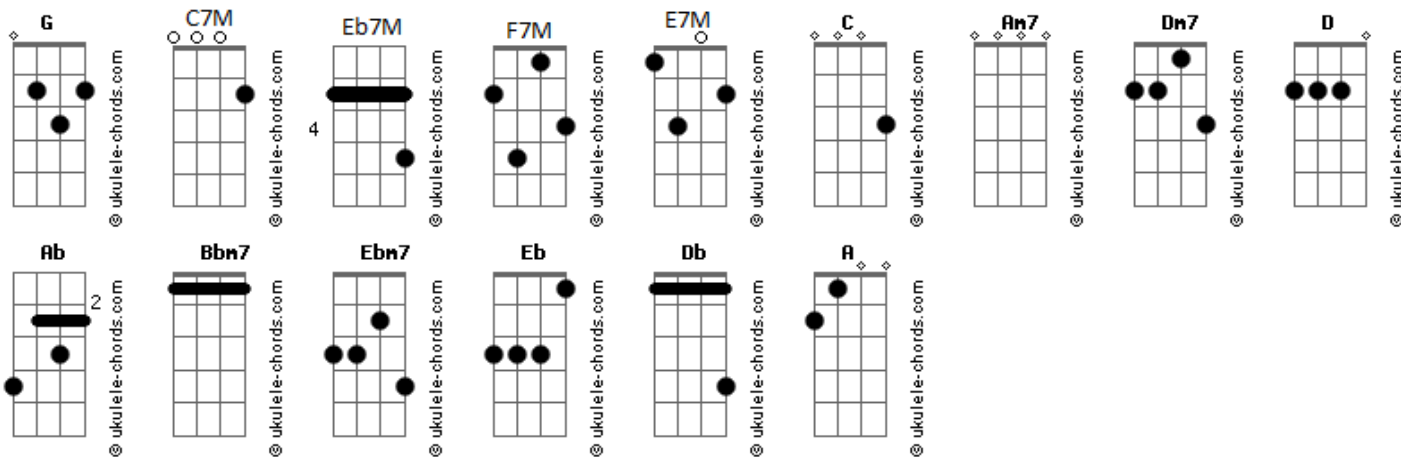 G C7M Eb7M F7M E7M C Am7 Dm7 D
4
© ukulele-chords.com © ukulele-chords.com © ukulele-chords.com © ukulele-chords.com © ukulele-chords.com © ukulele-chords.com © ukulele-chords.com © ukulele-chords.com © ukulele-chords.com
Ab Bbm7 Ebm7 Eb Db A
2
© ukulele-chords.com © ukulele-chords.com © ukulele-chords.com © ukulele-chords.com © ukulele-chords.com © ukulele-chords.com